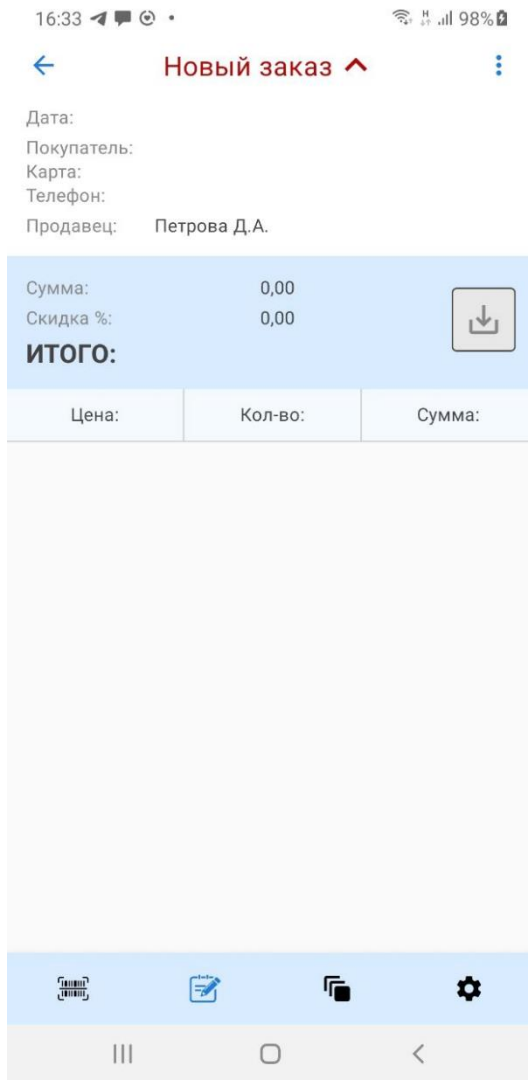 16:33 98%
Новый заказ
Дата:
Покупатель:
Карта:
Телефон:
Продавец: Петрова Д.А.
Сумма: 0,00
Скидка %: 0,00
ИТОГО:
Цена: Кол-во: Сумма: